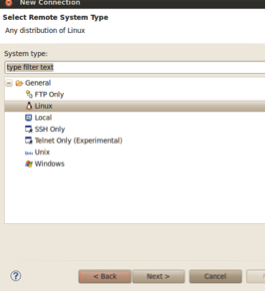 New Connection
Select Remote System Type
Any distribution of Linux
System type:
type filter text
General
FTP Only
Linux
Local
SSH Only
Telnet Only (Experimental)
Unix
Windows
< Back
Next >
Cancel